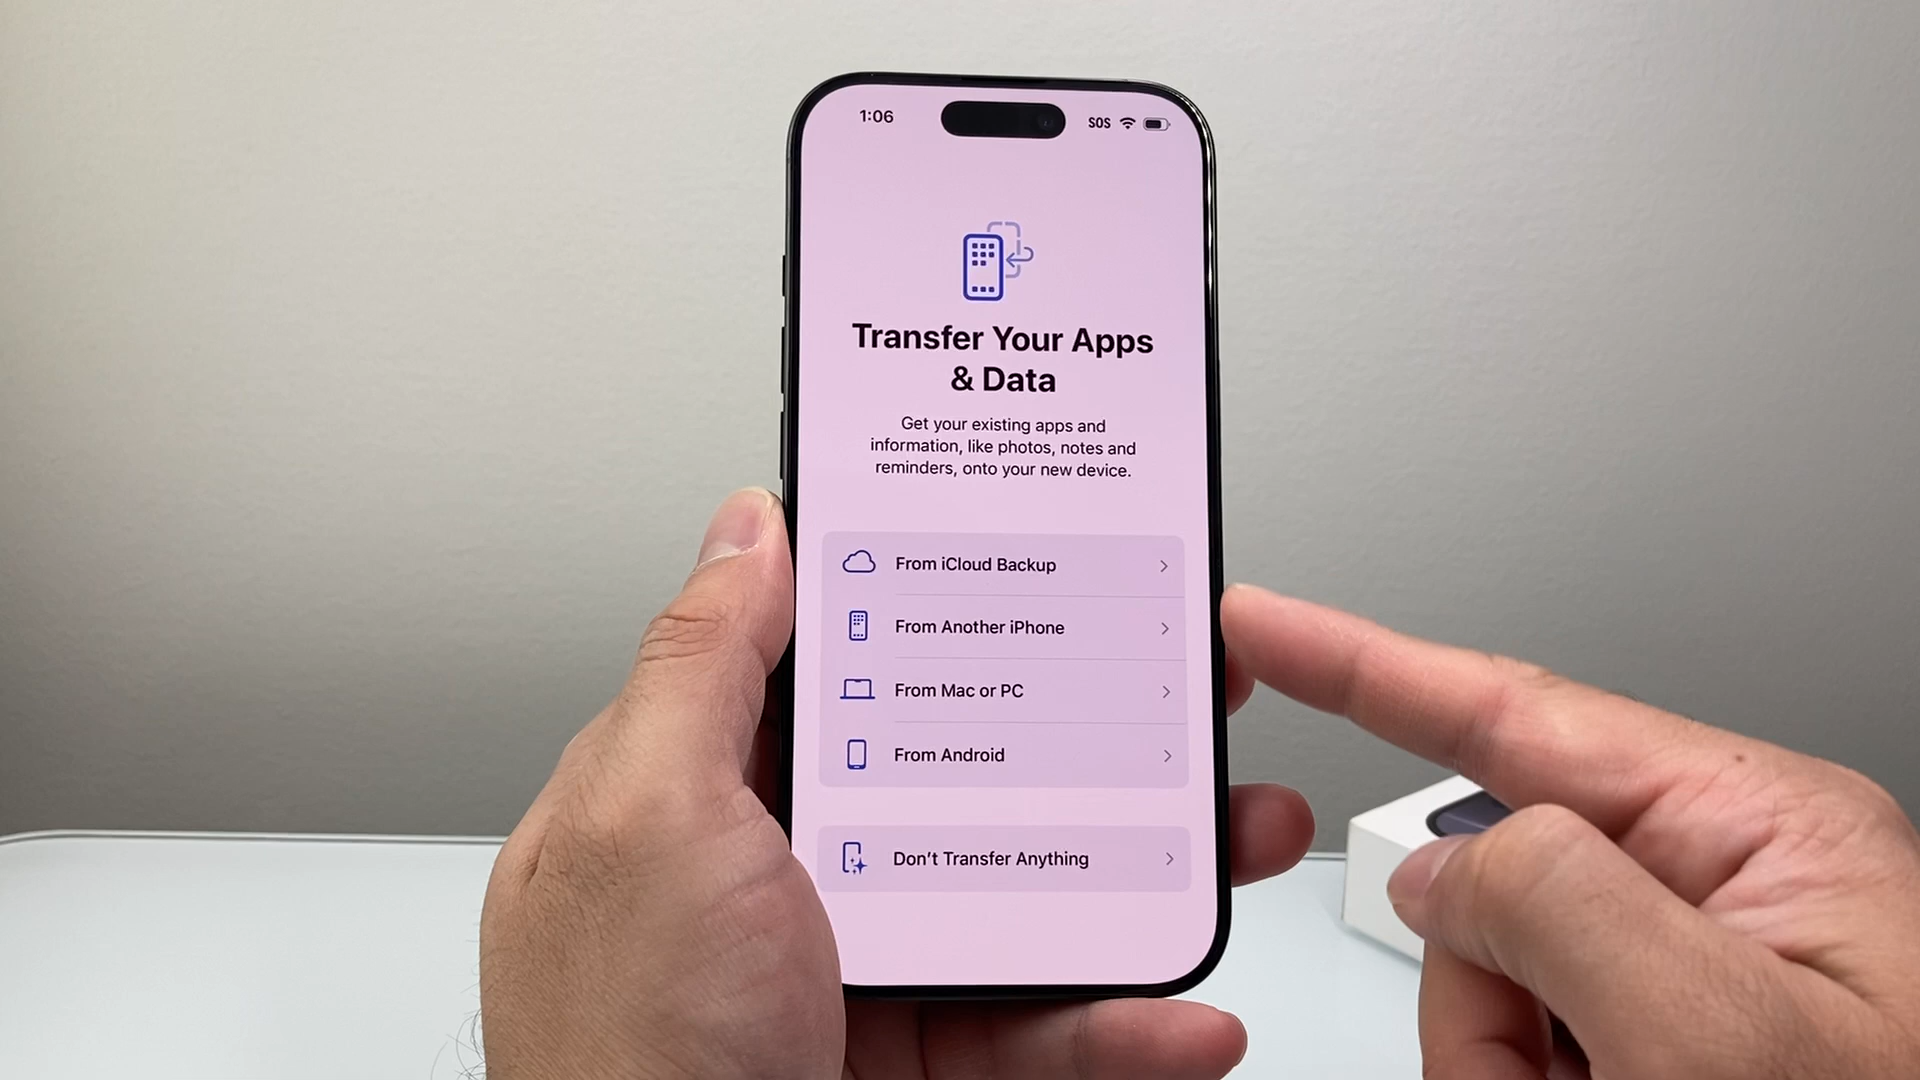 1:06
SOS
Transfer Your Apps
& Data
Get your existing apps and
information, like photos, notes and
reminders, onto your new device.
From iCloud Backup
From Another iPhone
From Mac or PC
From Android
Don't Transfer Anything